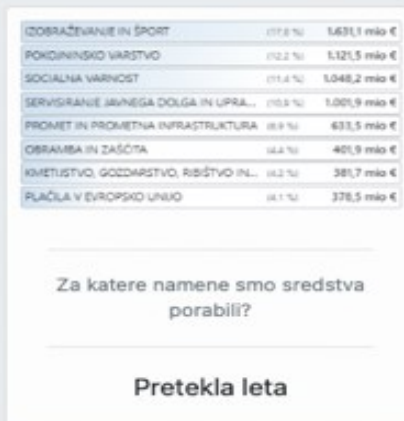 IZOBRAŽEVANJE IN ŠPORT (17,8 %) 1.631,1 mio €
POKOJNINSKO VARSTVO (12,2 %) 1.121,5 mio €
SOCIALNA VARNOST (11,4 %) 1.048,2 mio €
SERVISIRANJE JAVNEGA DOLGA IN UPRA... (10,9 %) 1.001,9 mio €
PROMET IN PROMETNA INFRASTRUKTURA (6,9 %) 633,5 mio €
OBRAMBA IN ZAŠČITA (4,4 %) 401,9 mio €
KMETIJSTVO, GOZDARSTVO, RIBIŠTVO IN... (4,2 %) 381,7 mio €
PLAČILA V EVROPSKO UNIJO (4,1 %) 378,5 mio €
Za katere namene smo sredstva
porabili?
Pretekla leta